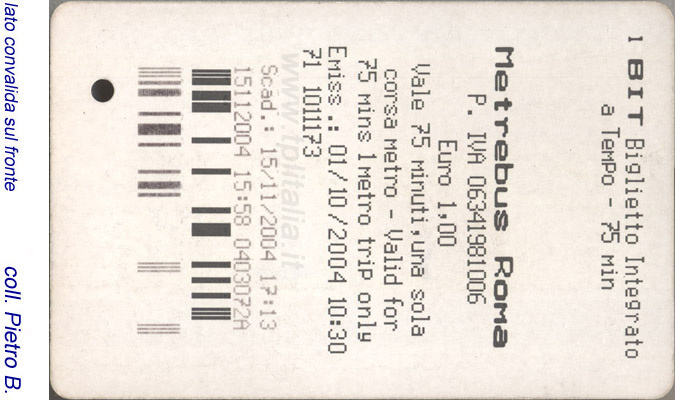 1 BIT Biglietto Integrato
a TemPo - 75 min
Metrebus Roma
P. IVA 06341981006
Euro 1,00
Vale 75 minuti,una sola
corsa metro - Valid for
75 mins 1metro trip only
Emiss.: 01/10/2004 10:30
71 1011173
www.tplitalia.it
Scad.: 15/11/2004 17:13
15112004 15:58 0403072A
lato convalida sul fronte
coll. Pietro B.